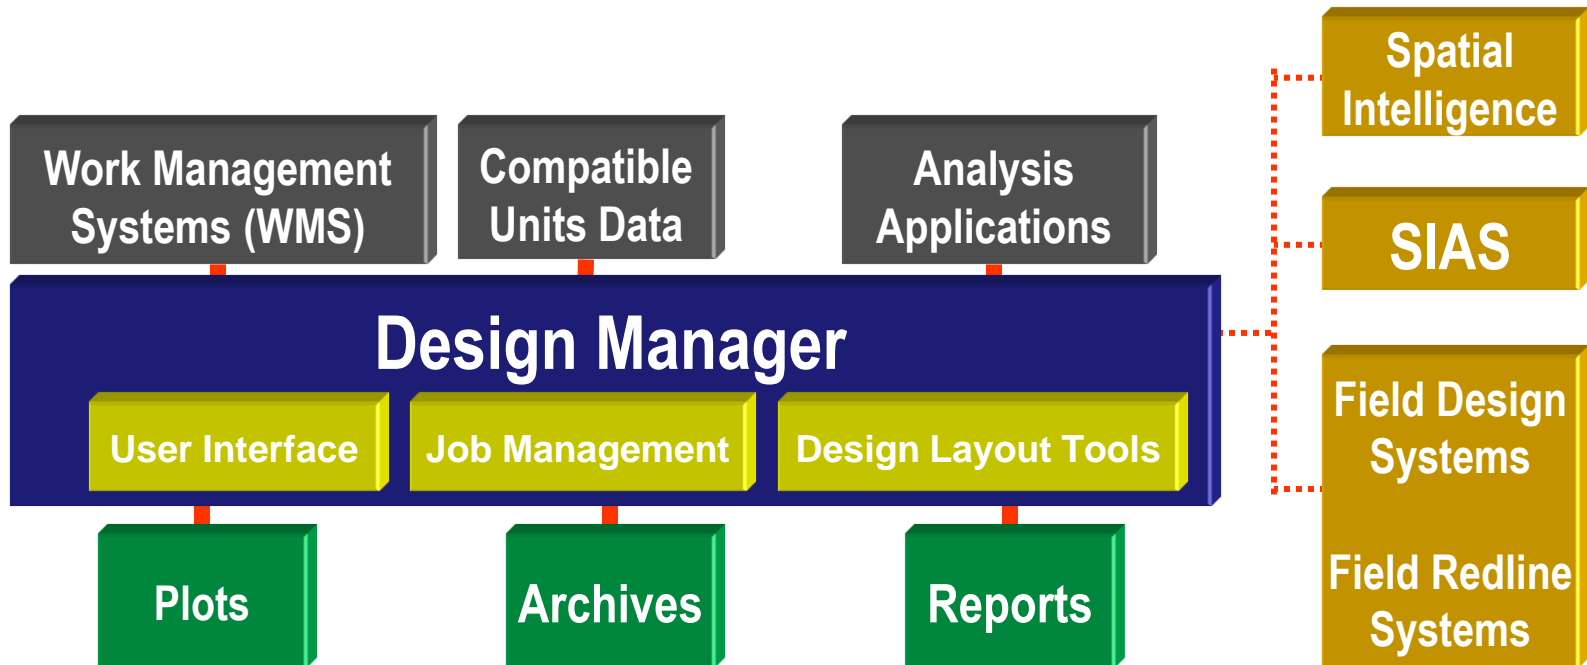 Work Management
Systems (WMS)
Compatible
Units Data
Analysis
Applications
Spatial
Intelligence
SIAS
Design Manager
User Interface
Job Management
Design Layout Tools
Field Design
Systems
Field Redline
Systems
Plots
Archives
Reports